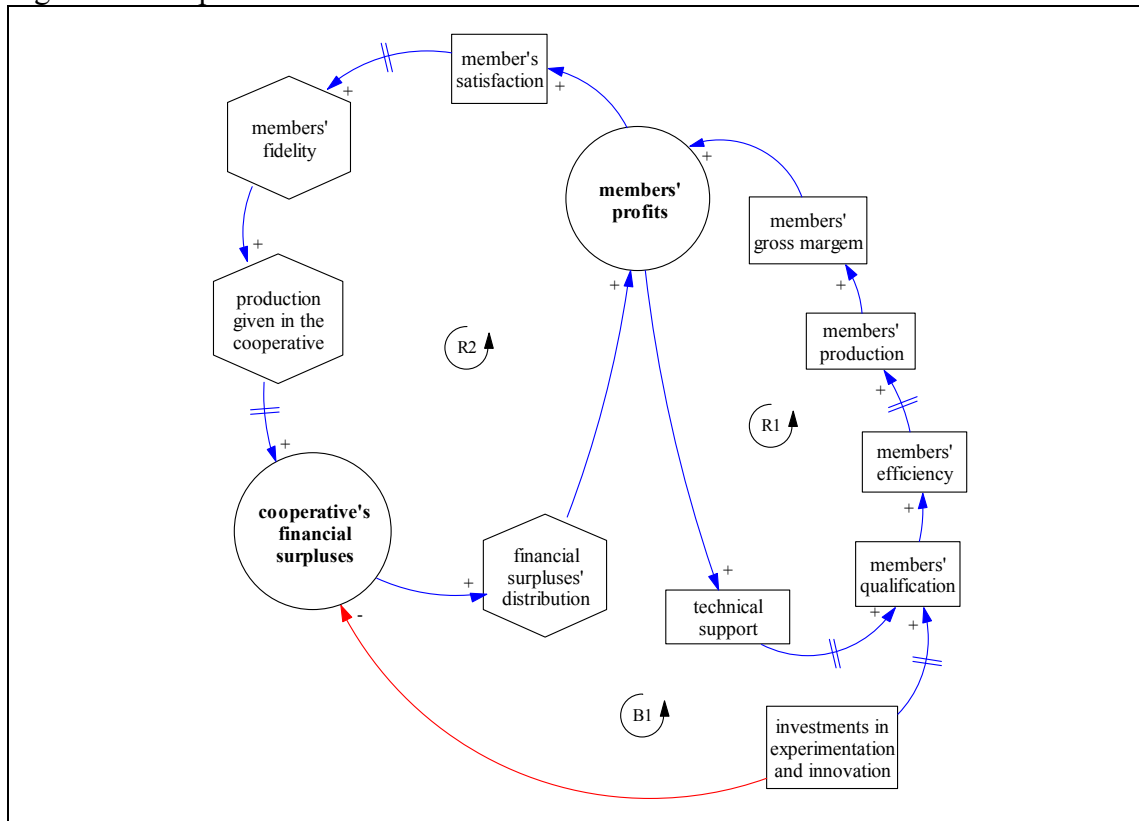 member's
satisfaction
+
+
members'
fidelity
members'
profits
+
members'
gross margem
+
production
given in the
cooperative
+
+
members'
production
R2
+
R1
members'
efficiency
+
+
cooperative's
financial
surpluses
members'
qualification
+
financial
surpluses'
distribution
+
technical
support
+
+
-
B1
investments in
experimentation
and innovation